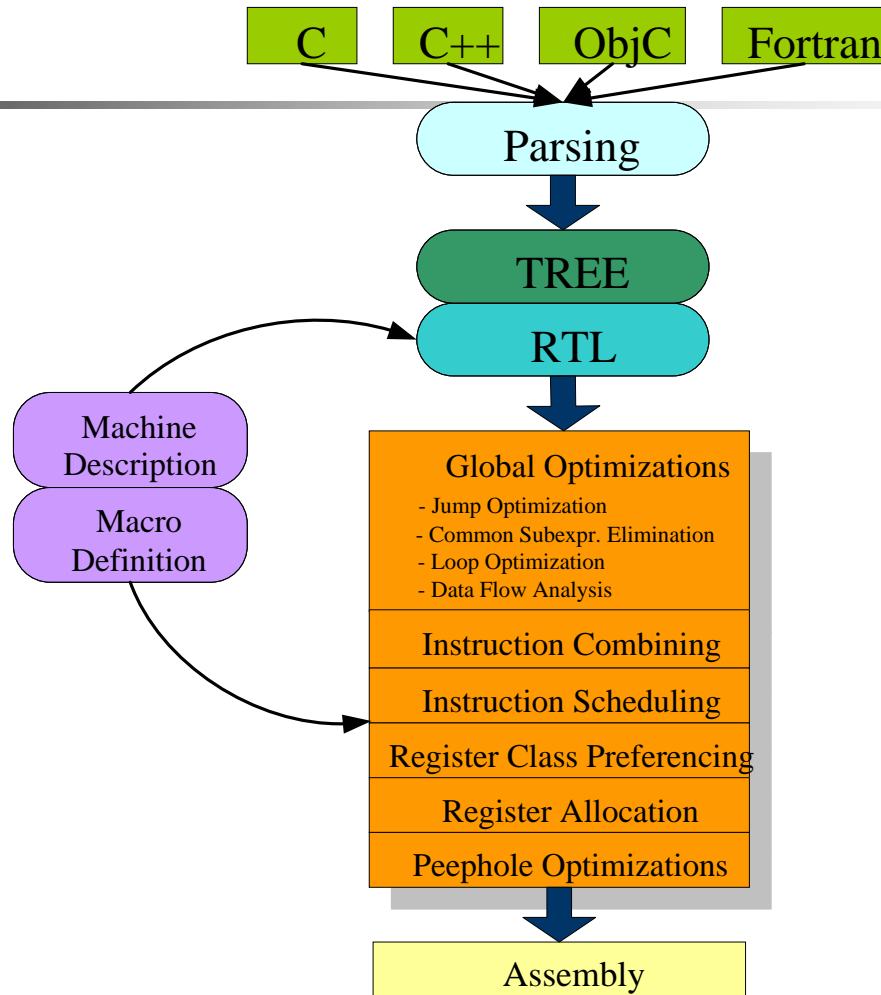 C
C++
ObjC
Fortran
Parsing
TREE
RTL
Machine
Description
Macro
Definition
Global Optimizations
- Jump Optimization
- Common Subexpr. Elimination
- Loop Optimization
- Data Flow Analysis
Instruction Combining
Instruction Scheduling
Register Class Preferencing
Register Allocation
Peephole Optimizations
Assembly